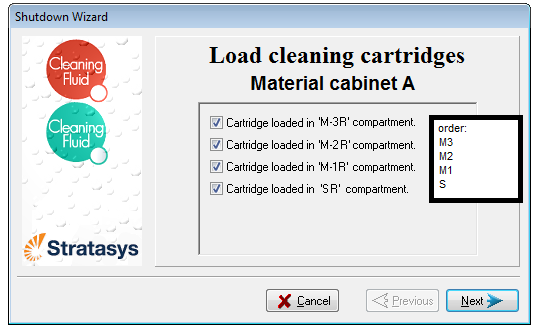 Shutdown Wizard
Cleaning
Fluid
Cleaning
Fluid
Stratasys
Load cleaning cartridges
Material cabinet A
Cartridge loaded in 'M-3R' compartment.
Cartridge loaded in 'M-2R' compartment.
Cartridge loaded in 'M-1R' compartment.
Cartridge loaded in 'SR' compartment.
order:
M3
M2
M1
S
Cancel
Previous
Next